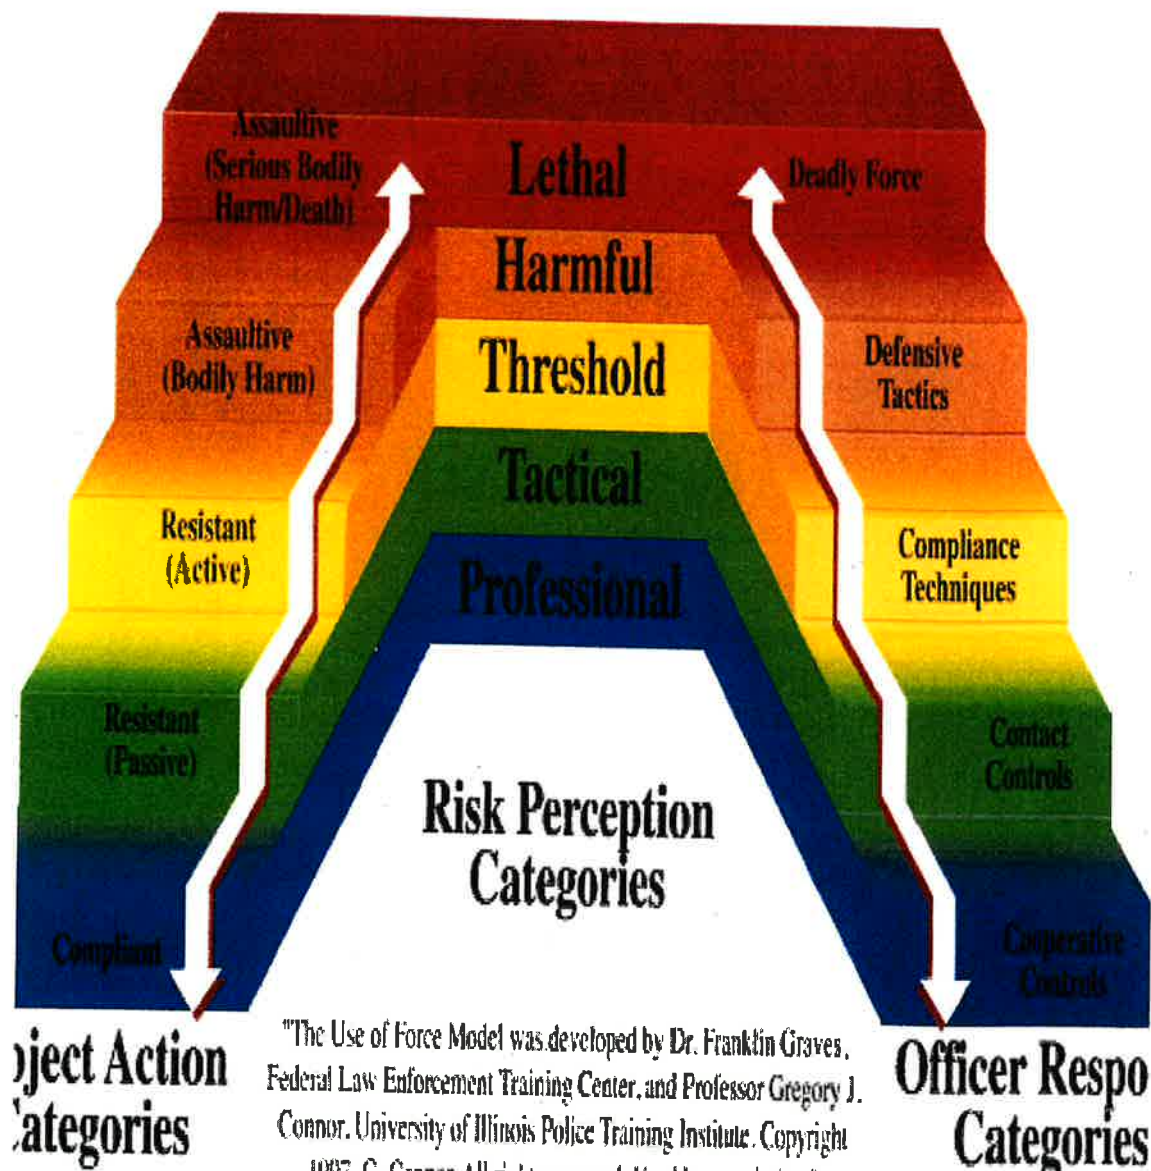 Assaultive
(Serious Bodily
Harm/Death)
Lethal
Deadly Force
Harmful
Assaultive
(Bodily Harm)
Threshold
Defensive
Tactics
Tactical
Resistant
(Active)
Compliance
Techniques
Professional
Resistant
(Passive)
Contact
Controls
Risk Perception
Categories
Compliant
Cooperative
Controls
bject Action
Categories
"The Use of Force Model was developed by Dr. Franklin Graves,
Federal Law Enforcement Training Center, and Professor Gregory J.
Connor, University of Illinois Police Training Institute. Copyright
Officer Respo
Categories